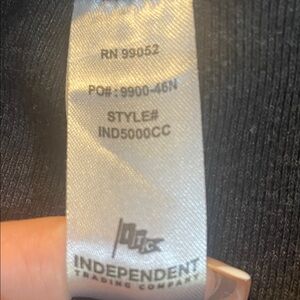 RN 99052
PO#: 9900-46N
STYLE#
IND5000CC
INDEPENDENT
TRADING COMPANY